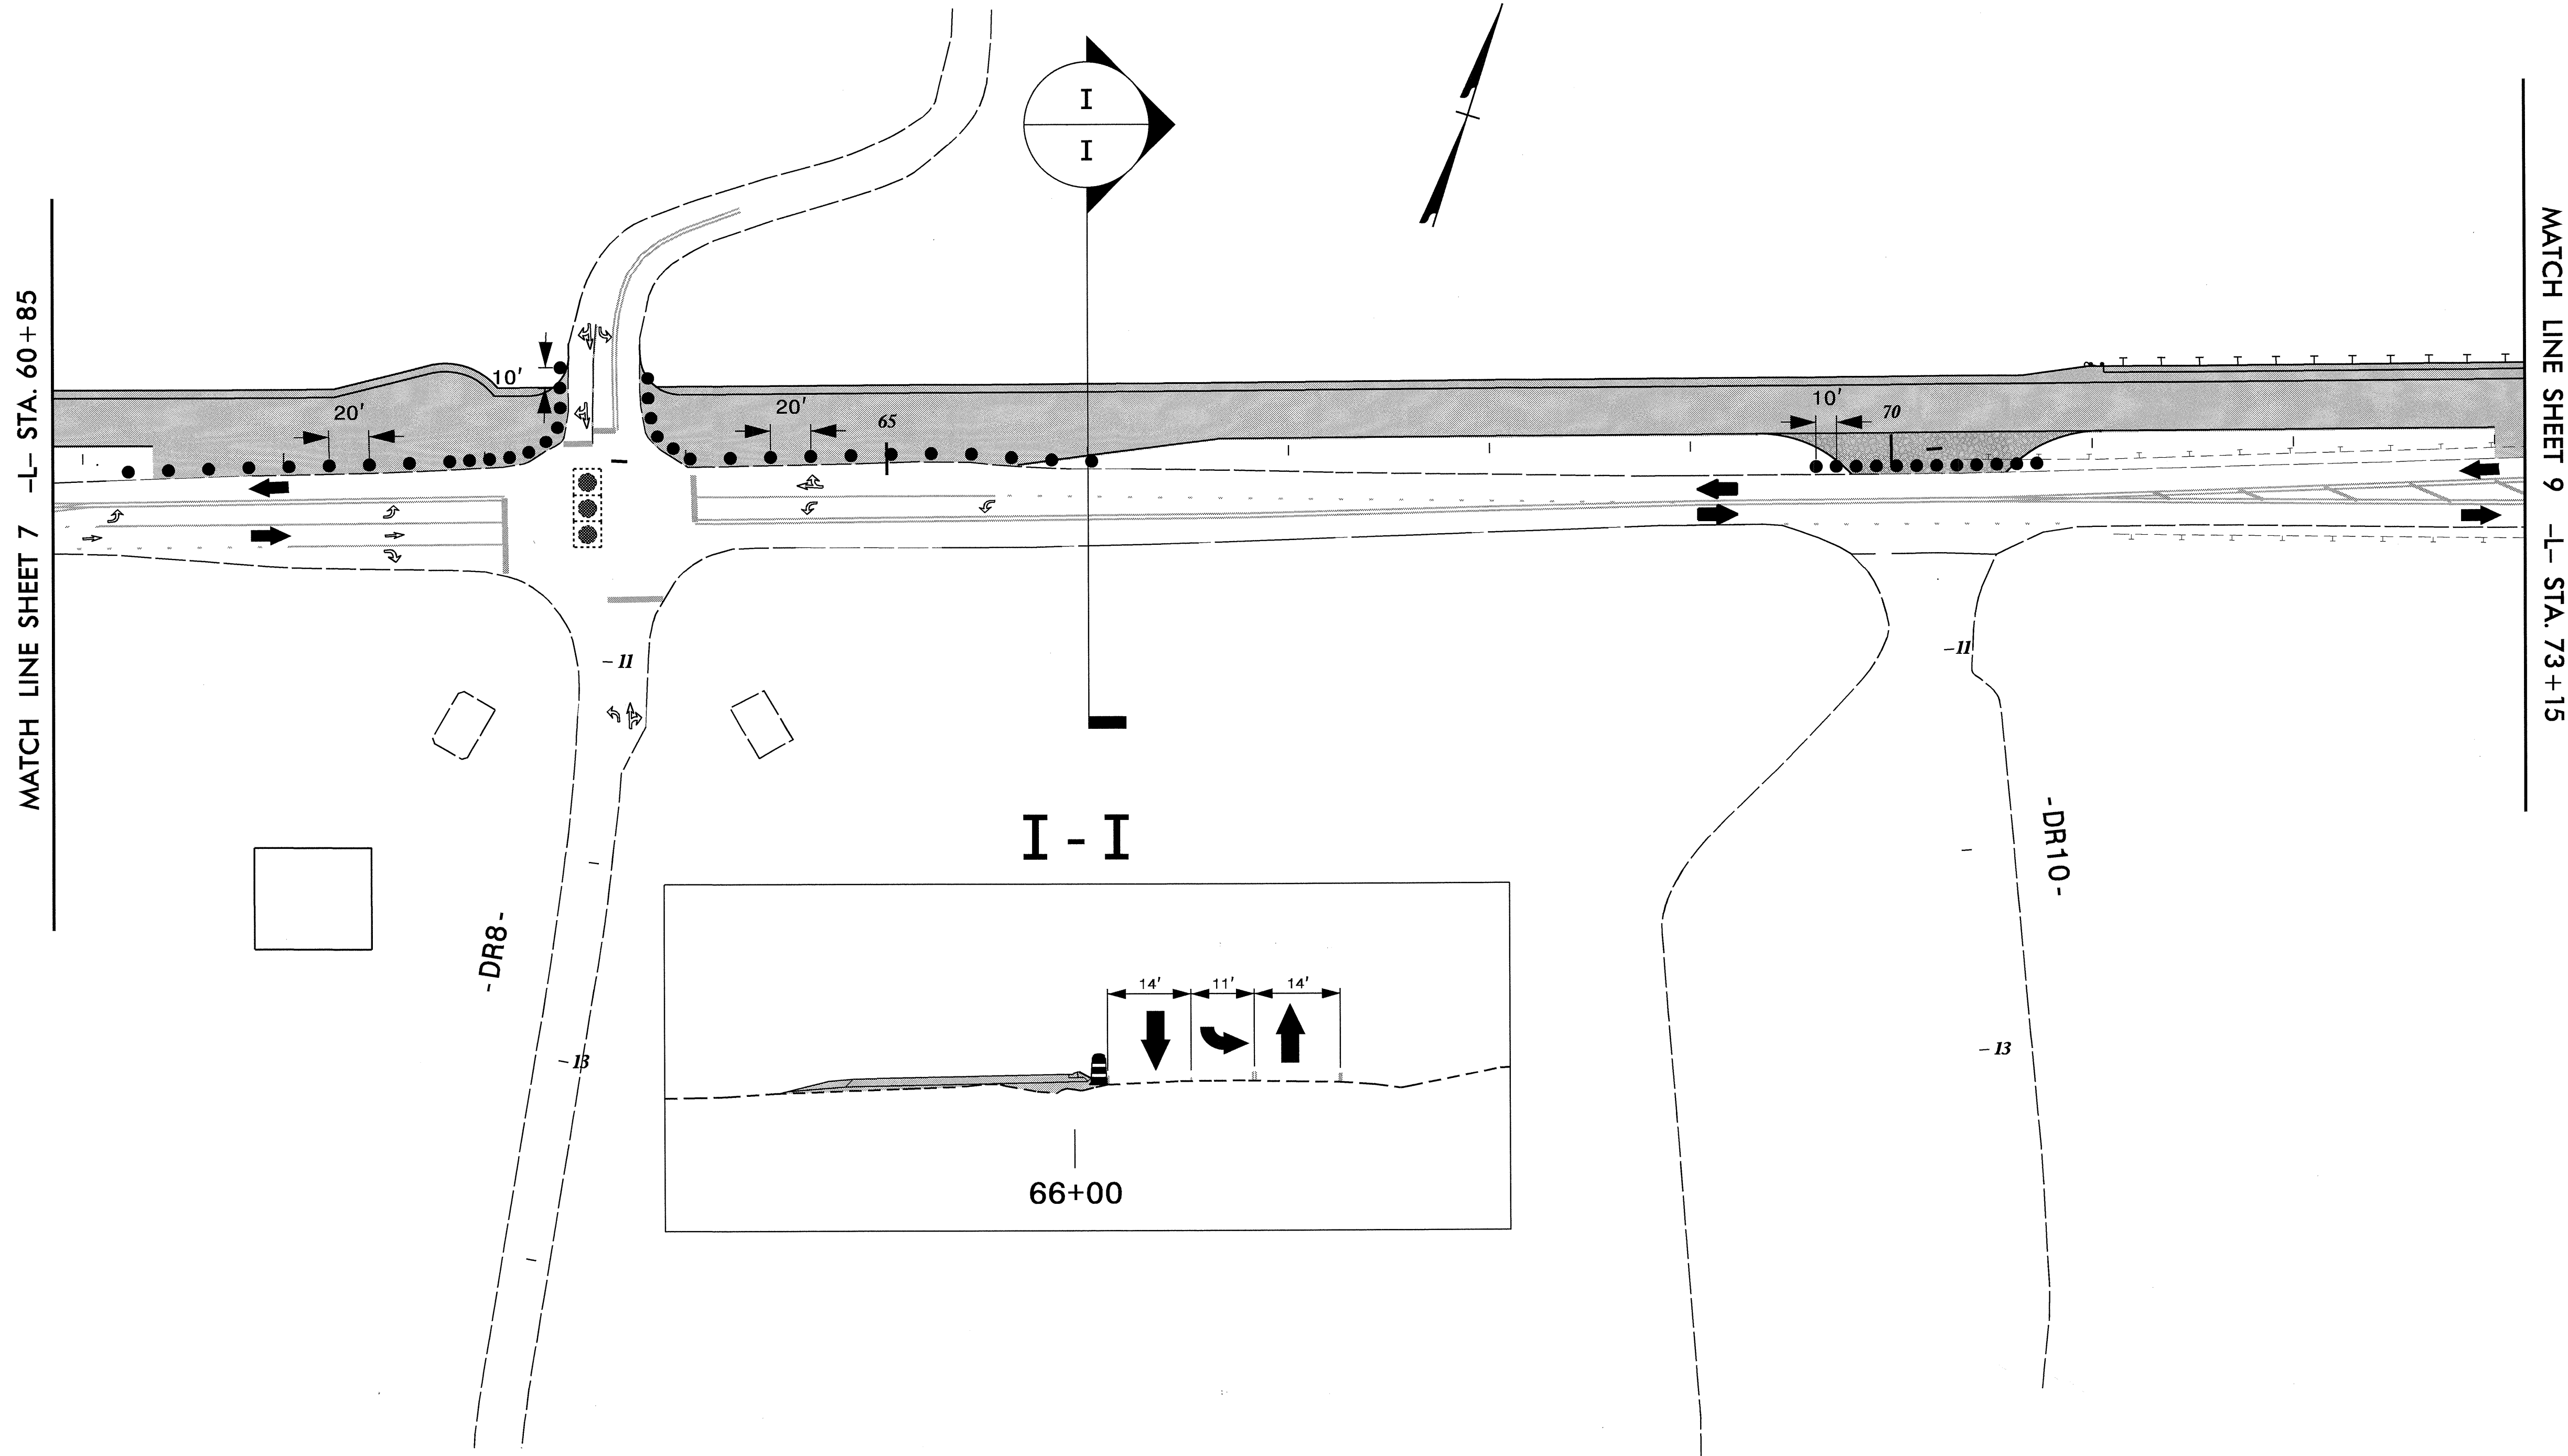 I
I
MATCH LINE SHEET 7 -L- STA. 60+85
MATCH LINE SHEET 9 -L- STA. 73+15
10'
20'
20'
65
10'
70
11
11
-DR8-
-DR10-
13
13
I-I
14'
11'
14'
66+00